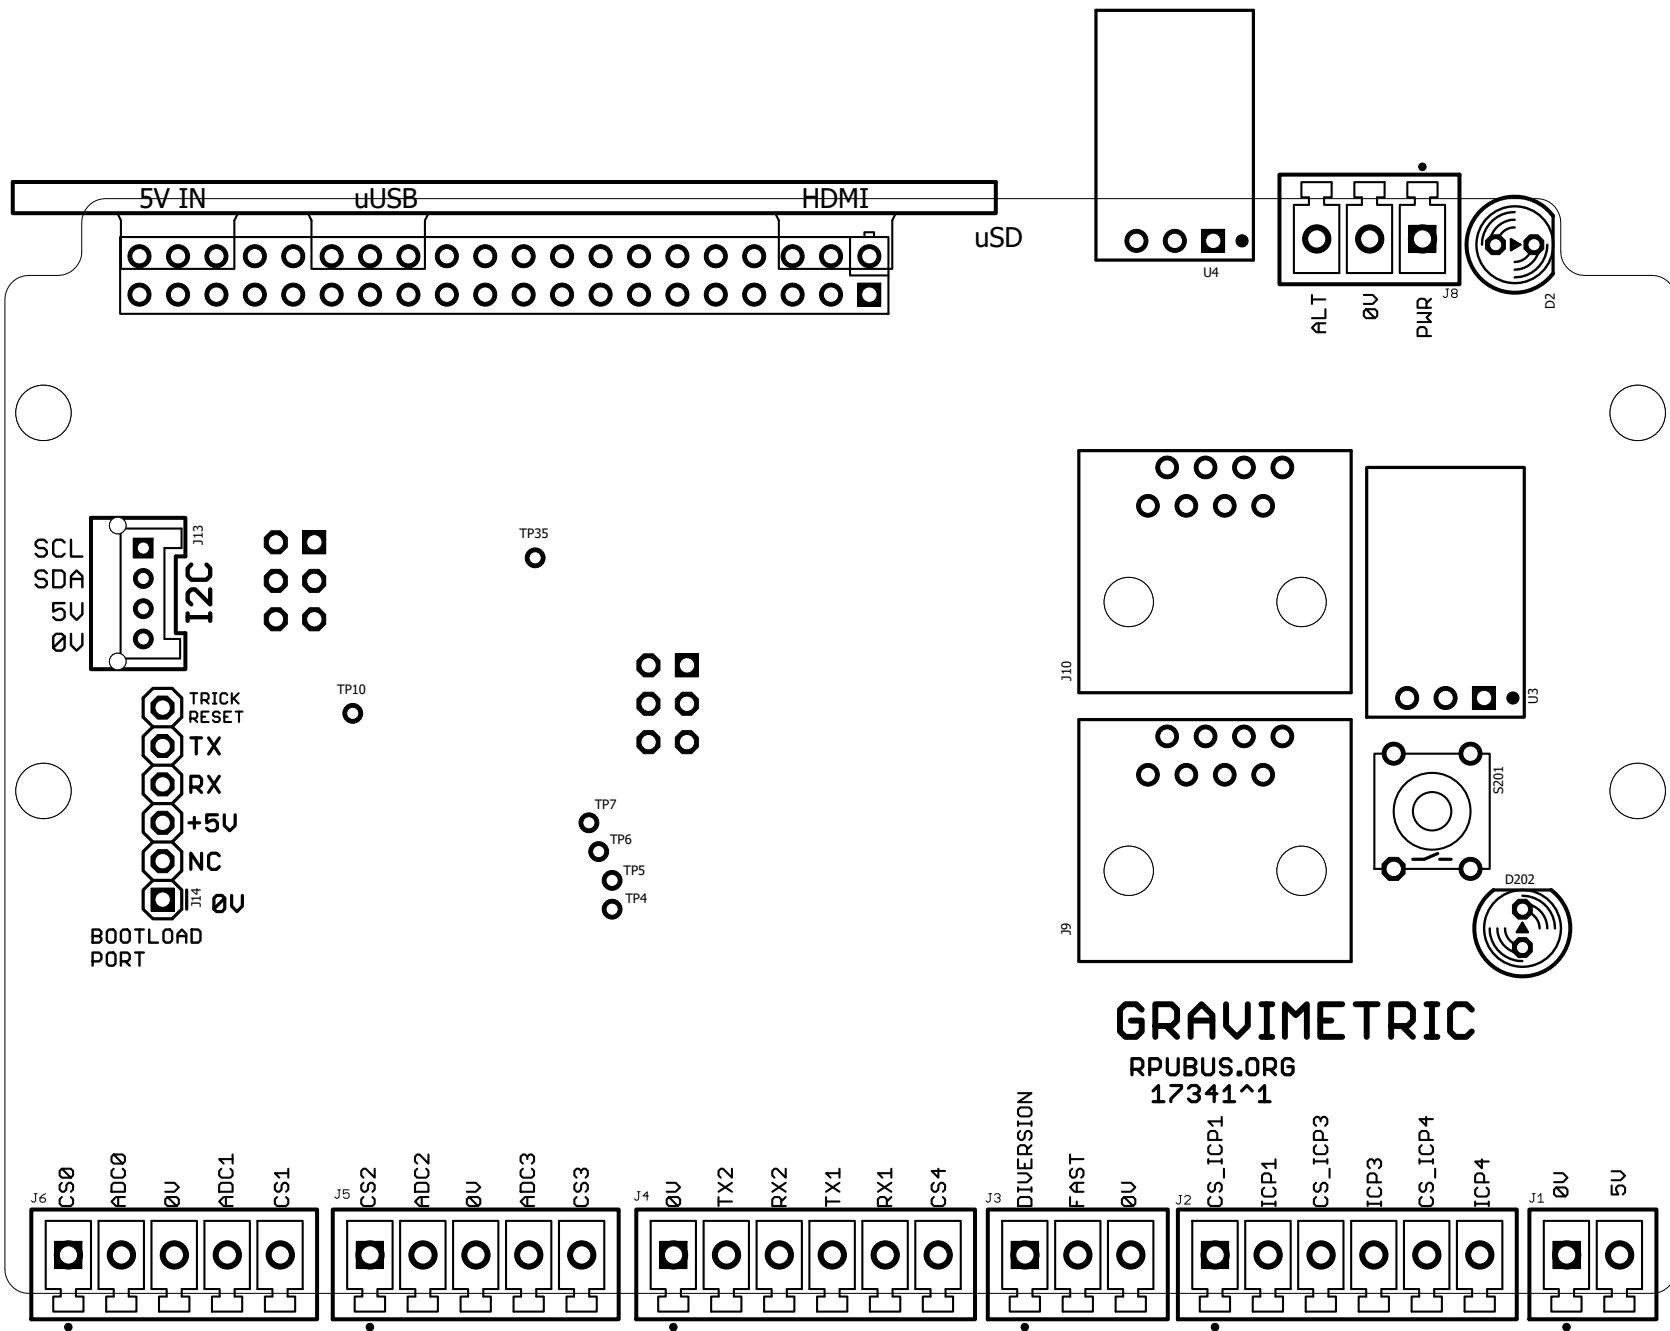 5V IN
uUSB
HDMI
uSD
U4
J8
D2
ALT
0V
PWR
J13
SCL
SDA
5V
0V
I2C
TP35
TP10
J10
U3
TRICK
RESET
TX
RX
+5V
NC
J14
0V
BOOTLOAD
PORT
TP7
TP6
TP5
TP4
J9
S201
D202
GRAVIMETRIC
RPUBUS.ORG
17341^1
J6
CS0
ADC0
0V
ADC1
CS1
J5
CS2
ADC2
0V
ADC3
CS3
J4
0V
TX2
RX2
TX1
RX1
CS4
J3
DIVERSION
FAST
0V
J2
CS_ICP1
ICP1
CS_ICP3
ICP3
CS_ICP4
ICP4
J1
0V
5V